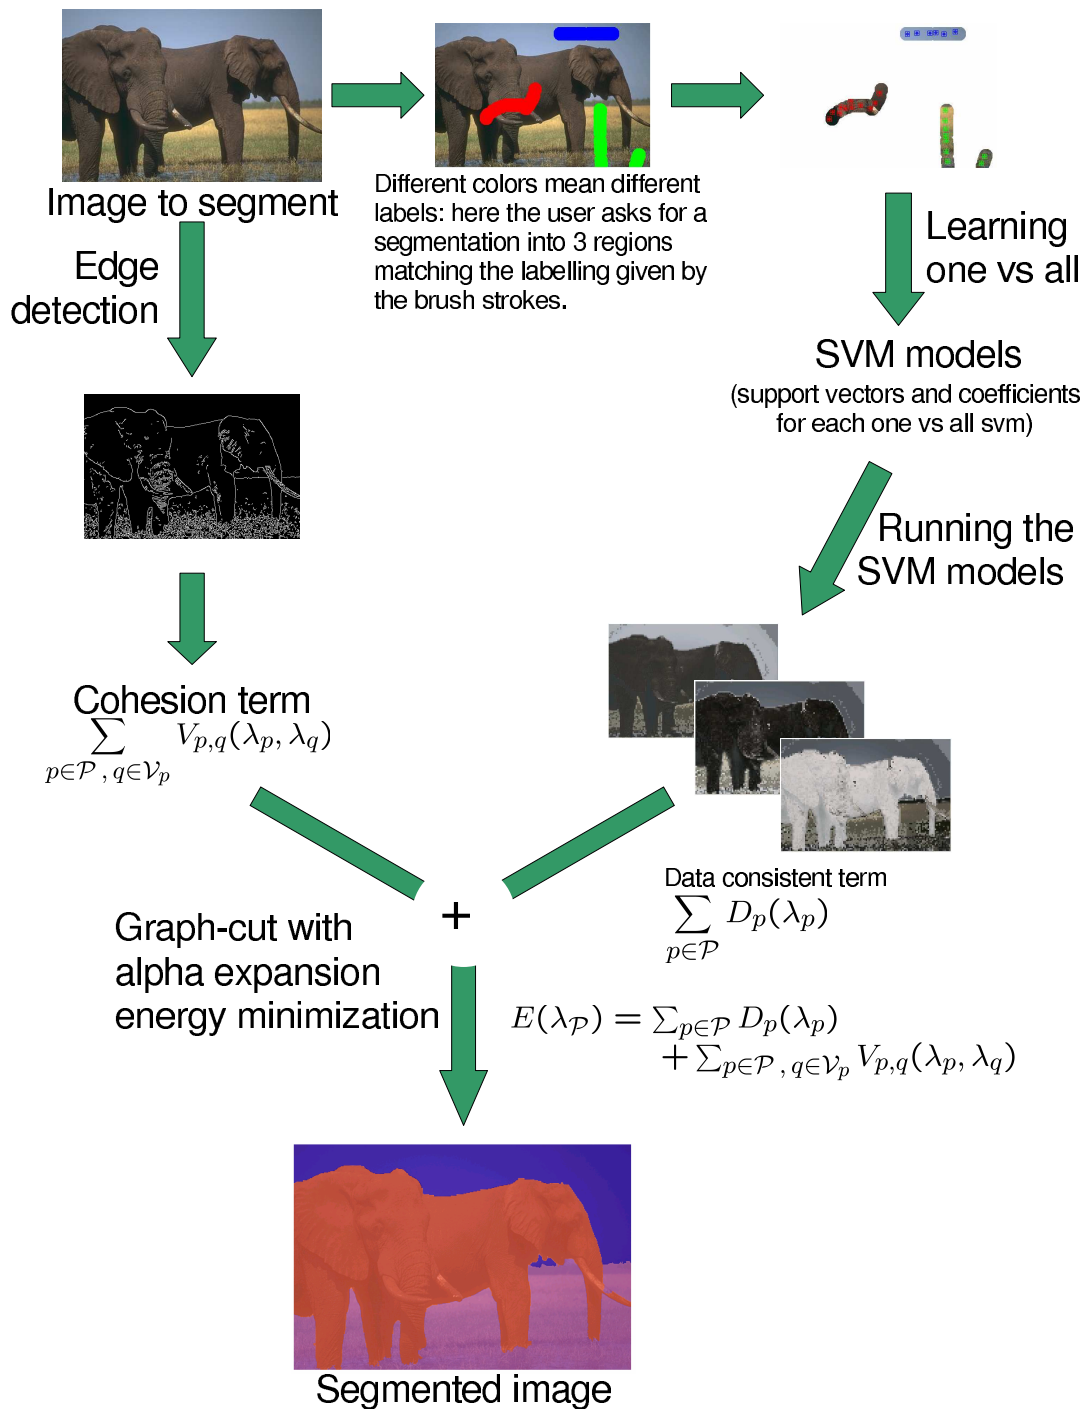 Image to segment
Different colors mean different
labels: here the user asks for a
segmentation into 3 regions
matching the labelling given by
the brush strokes.
Learning
one vs all
Edge
detection
SVM models
(support vectors and coefficients
for each one vs all svm)
Running the
SVM models
Cohesion term
∑ V_{p,q}(λ_p, λ_q)
p∈𝒫, q∈𝒱_p
Data consistent term
∑ D_p(λ_p)
p∈𝒫
+
Graph-cut with
alpha expansion
energy minimization
E(λ_𝒫) = ∑_{p∈𝒫} D_p(λ_p)
+ ∑_{p∈𝒫, q∈𝒱_p} V_{p,q}(λ_p, λ_q)
Segmented image